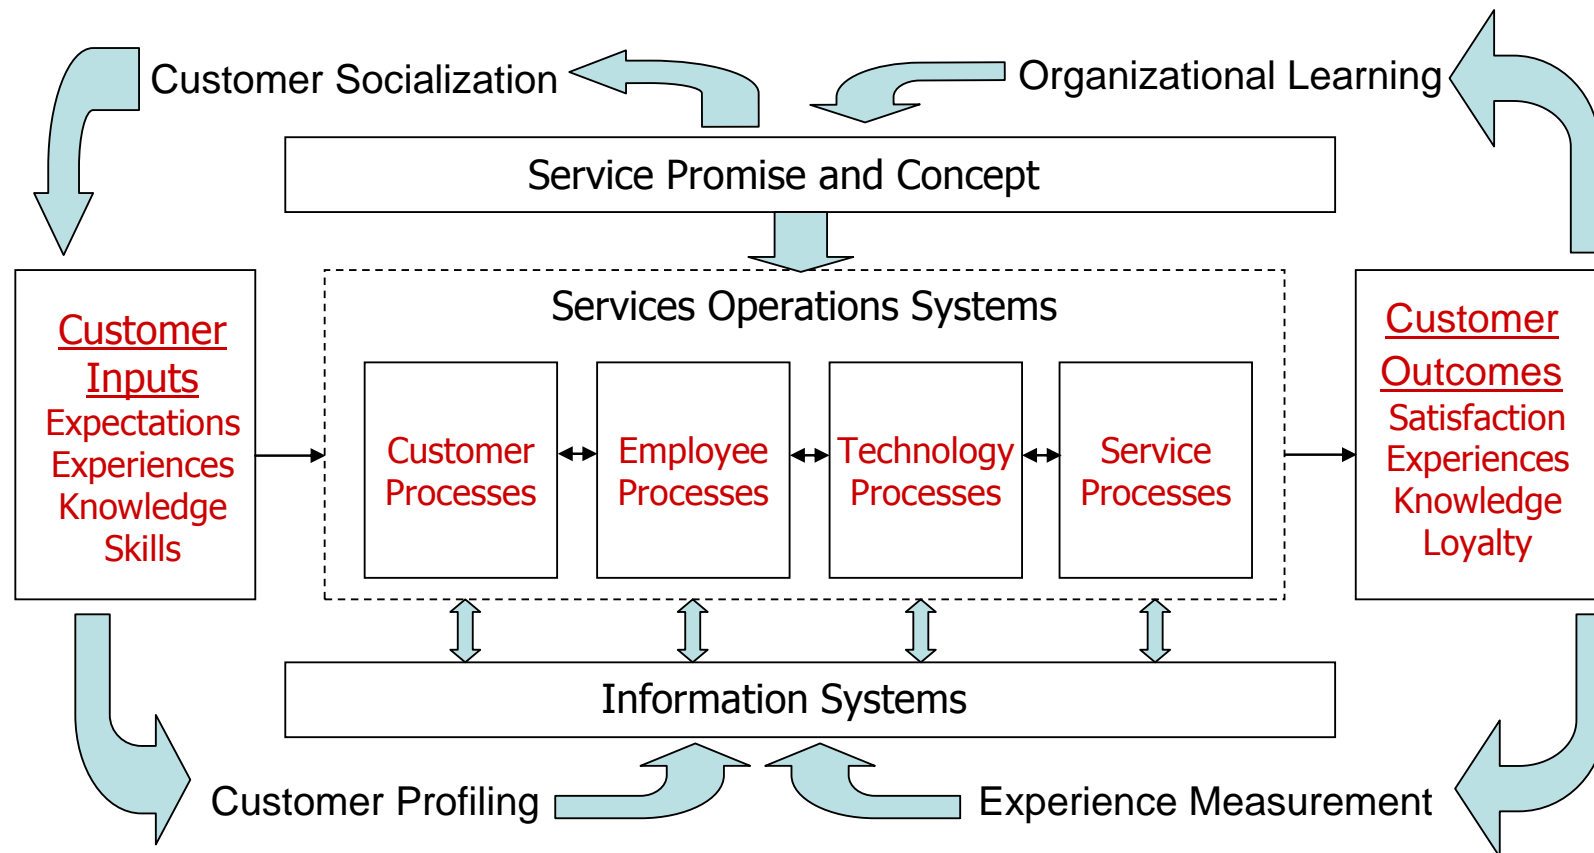 Customer Socialization
Organizational Learning
Service Promise and Concept
Services Operations Systems
Customer
Inputs
Expectations
Experiences
Knowledge
Skills
Customer
Processes
Employee
Processes
Technology
Processes
Service
Processes
Customer
Outcomes
Satisfaction
Experiences
Knowledge
Loyalty
Information Systems
Customer Profiling
Experience Measurement